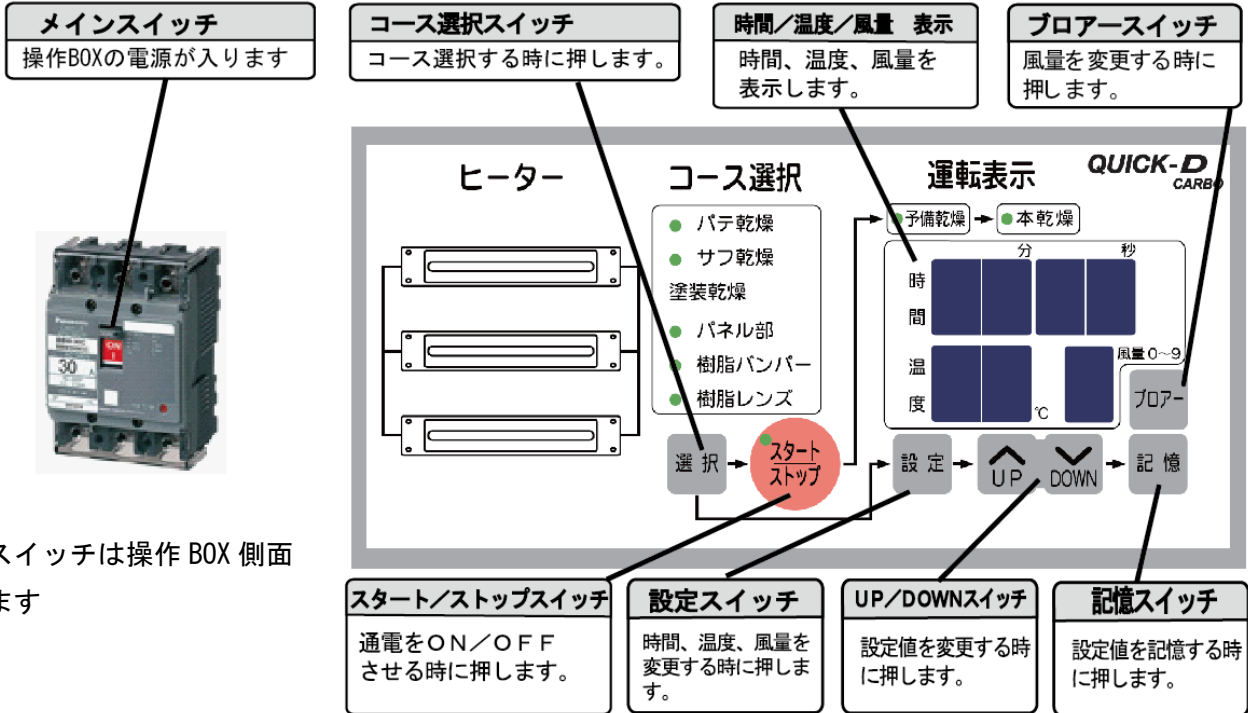 メインスイッチ
操作BOXの電源が入ります
コース選択スイッチ
コース選択する時に押します。
時間／温度／風量　表示
時間、温度、風量を
表示します。
ブロアースイッチ
風量を変更する時に
押します。
ヒーター
コース選択
運転表示
QUICK-D
CARBO
予備乾燥
本乾燥
パテ乾燥
サフ乾燥
塗装乾燥
パネル部
樹脂バンパー
樹脂レンズ
分
秒
時
間
風量0～9
温
度
℃
ブロアー
選択
スタート
ストップ
設定
UP
DOWN
記憶
ON
30
スイッチは操作 BOX 側面
ます
スタート／ストップスイッチ
通電をＯＮ／ＯＦＦ
させる時に押します。
設定スイッチ
時間、温度、風量を
変更する時に押しま
す。
UP／DOWNスイッチ
設定値を変更する時
に押します。
記憶スイッチ
設定値を記憶する時
に押します。